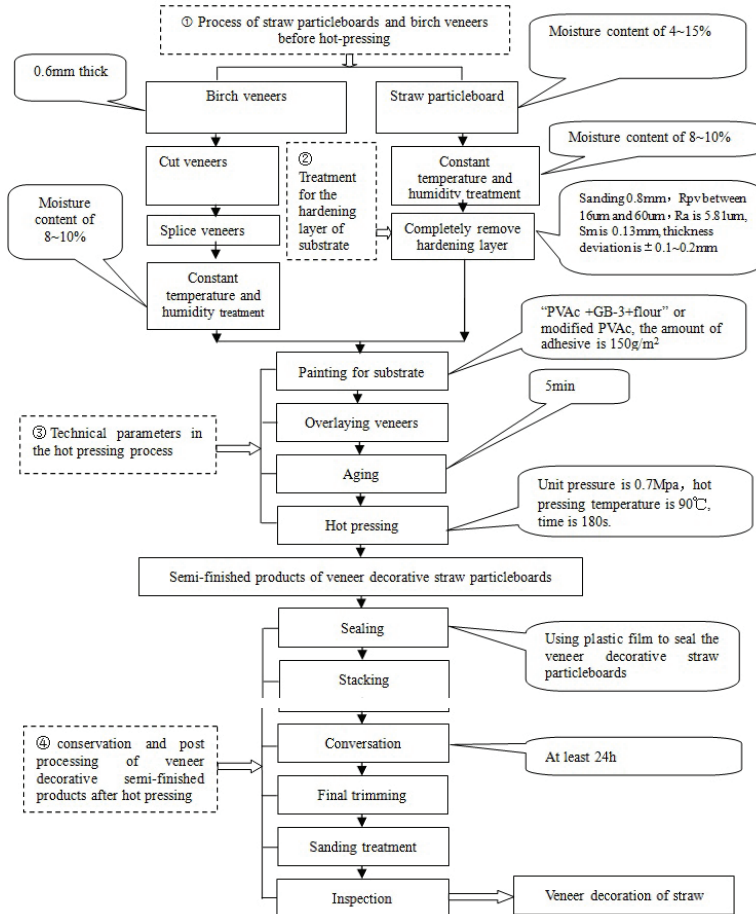 ① Process of straw particleboards and birch veneers
before hot-pressing
Moisture content of
4~15%
0.6mm thick
Birch veneers
Straw particleboard
Moisture content of 8~10%
Cut veneers
②
Treatment
for the
hardening
layer of
substrate
Constant
temperature and
humidity treatment
Moisture
content of
8~10%
Sanding 0.8mm，Rpv between
16um and 60um，Ra is 5.81um,
Sm is 0.13mm, thickness
deviation is ± 0.1~0.2mm
Splice veneers
Completely remove
hardening layer
Constant
temperature and
humidity treatment
“PVAc +GB-3+flour” or
modified PVAc, the amount of
adhesive is 150g/m²
Painting for substrate
5min
Overlaying veneers
③ Technical parameters in
the hot pressing process
Aging
Unit pressure is 0.7Mpa，hot
pressing temperature is 90℃,
time is 180s.
Hot pressing
Semi-finished products of veneer decorative straw particleboards
Sealing
Using plastic film to seal the
veneer decorative straw
particleboards
Stacking
④ conservation and post
processing of veneer
decorative semi-finished
products after hot pressing
Conversation
At least 24h
Final trimming
Sanding treatment
Inspection
Veneer decoration of straw